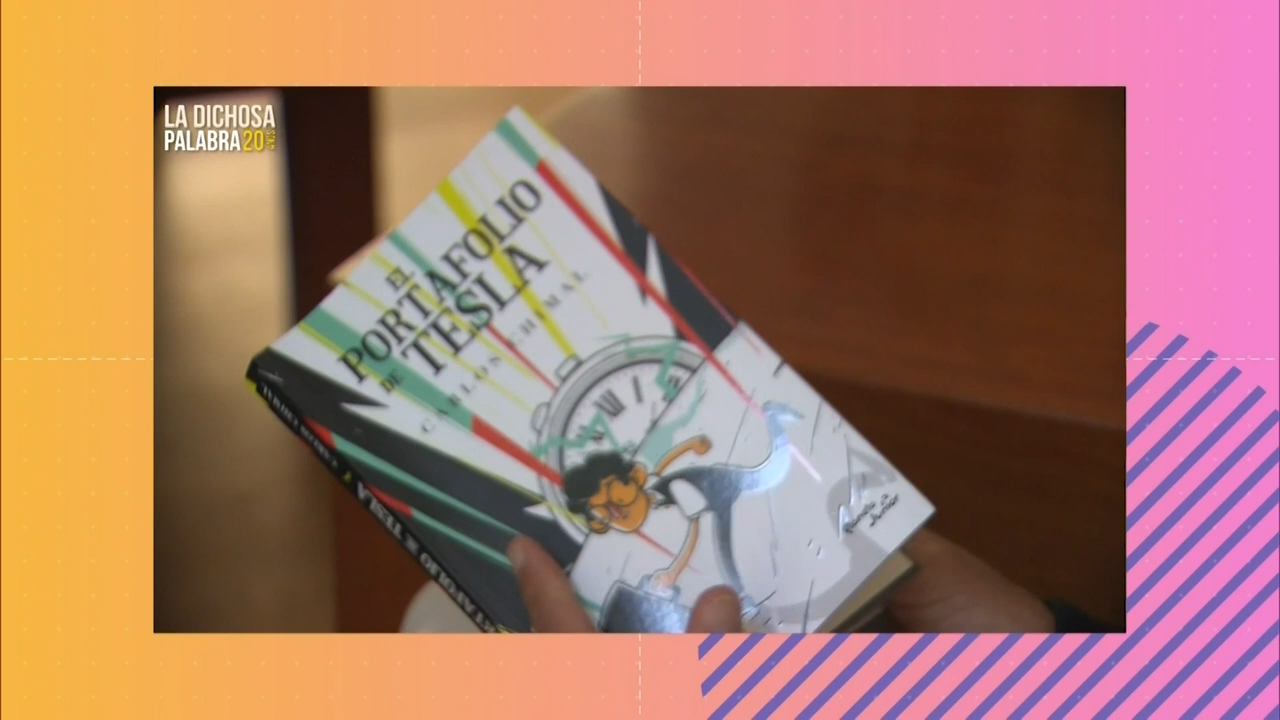 LA DICHOSA
PALABRA 20 AÑOS
EL
PORTAFOLIO
DE TESLA
CARLOS CHIMAL